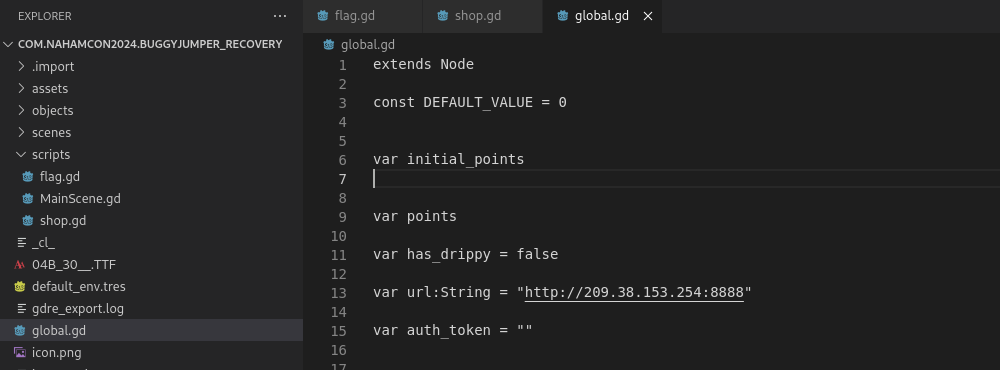 EXPLORER
COM.NAHAMCON2024.BUGGYJUMPER_RECOVERY
.import
assets
objects
scenes
scripts
flag.gd
MainScene.gd
shop.gd
_cl_
04B_30__.TTF
default_env.tres
gdre_export.log
global.gd
icon.png
flag.gd
shop.gd
global.gd
global.gd
1 extends Node
2
3 const DEFAULT_VALUE = 0
4
5
6 var initial_points
7
8
9 var points
10
11 var has_drippy = false
12
13 var url:String = "http://209.38.153.254:8888"
14
15 var auth_token = ""
16
17